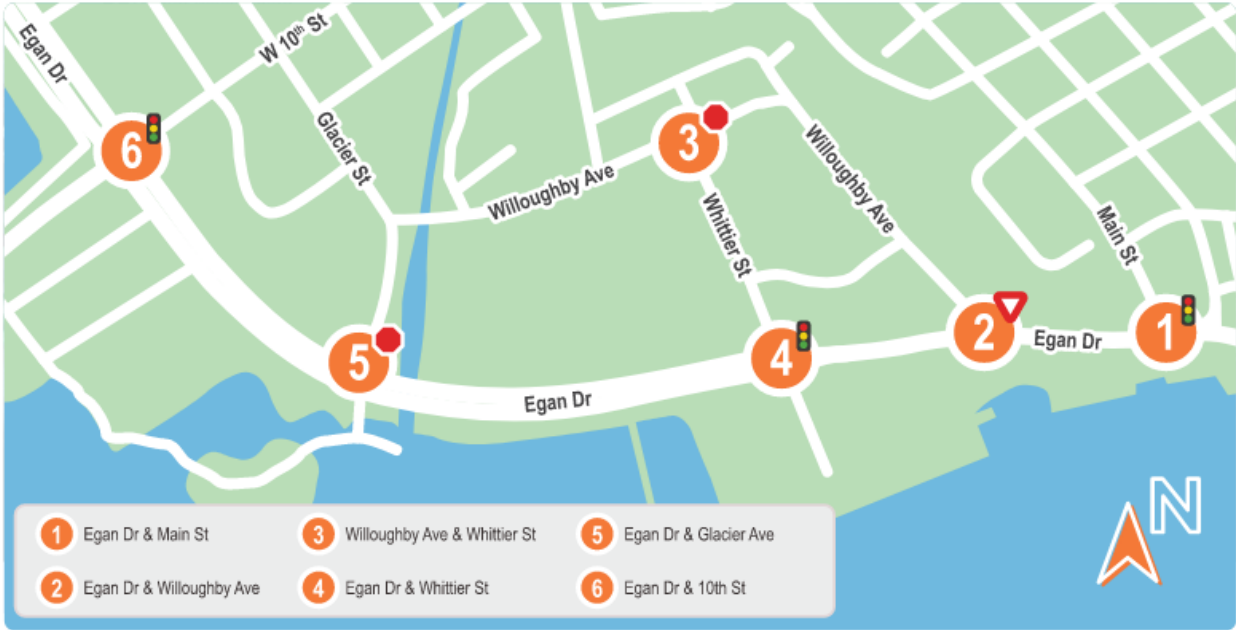 Egan Dr
W 10th St
6
Glacier St
3
Willoughby Ave
Willoughby Ave
Whittier St
Main St
5
4
2
Egan Dr
1
Egan Dr
N
1 Egan Dr & Main St
3 Willoughby Ave & Whittier St
5 Egan Dr & Glacier Ave
2 Egan Dr & Willoughby Ave
4 Egan Dr & Whittier St
6 Egan Dr & 10th St